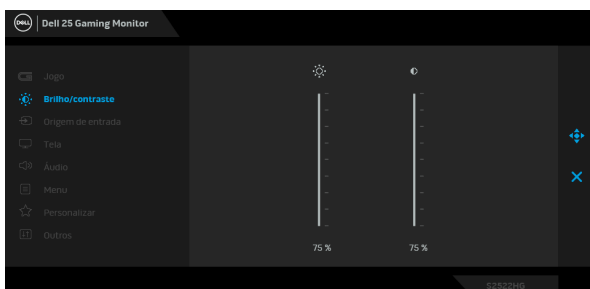 DELL
Dell 25 Gaming Monitor
Jogo
Brilho/contraste
Origem de entrada
Tela
Áudio
Menu
Personalizar
Outros
75 % 75 %
S2522HG